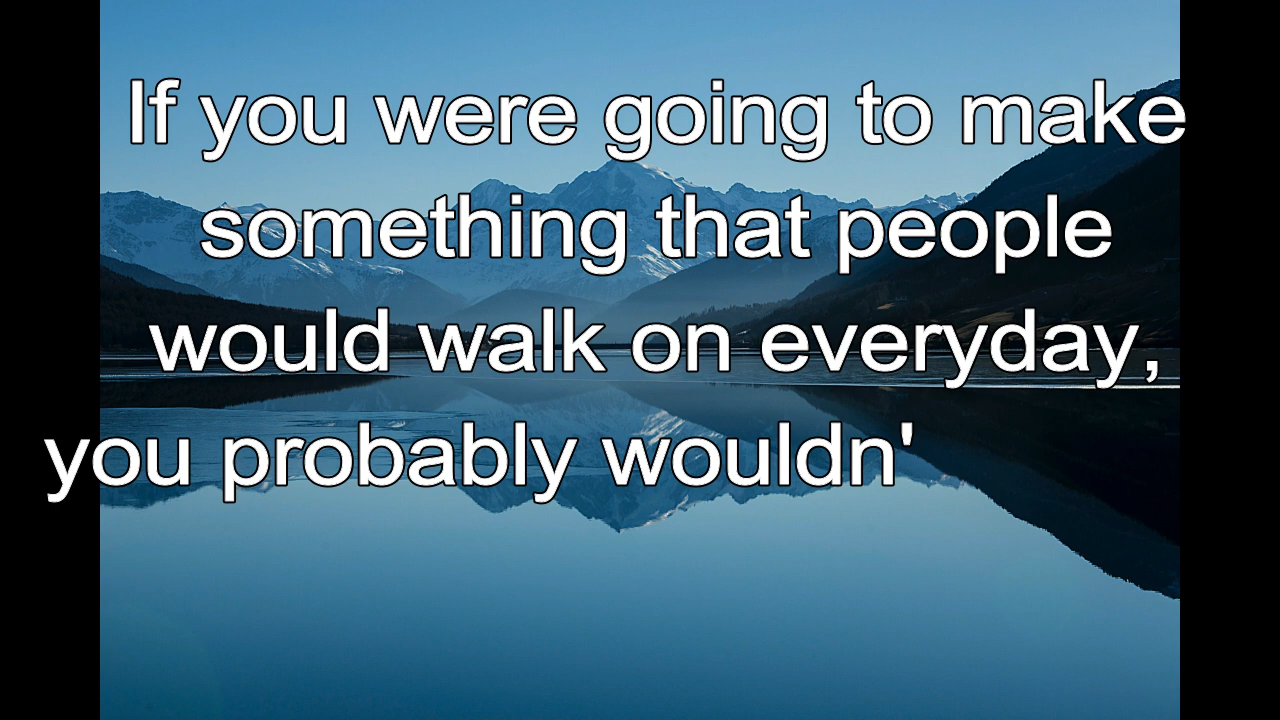 If you were going to make
something that people
would walk on everyday,
you probably wouldn'